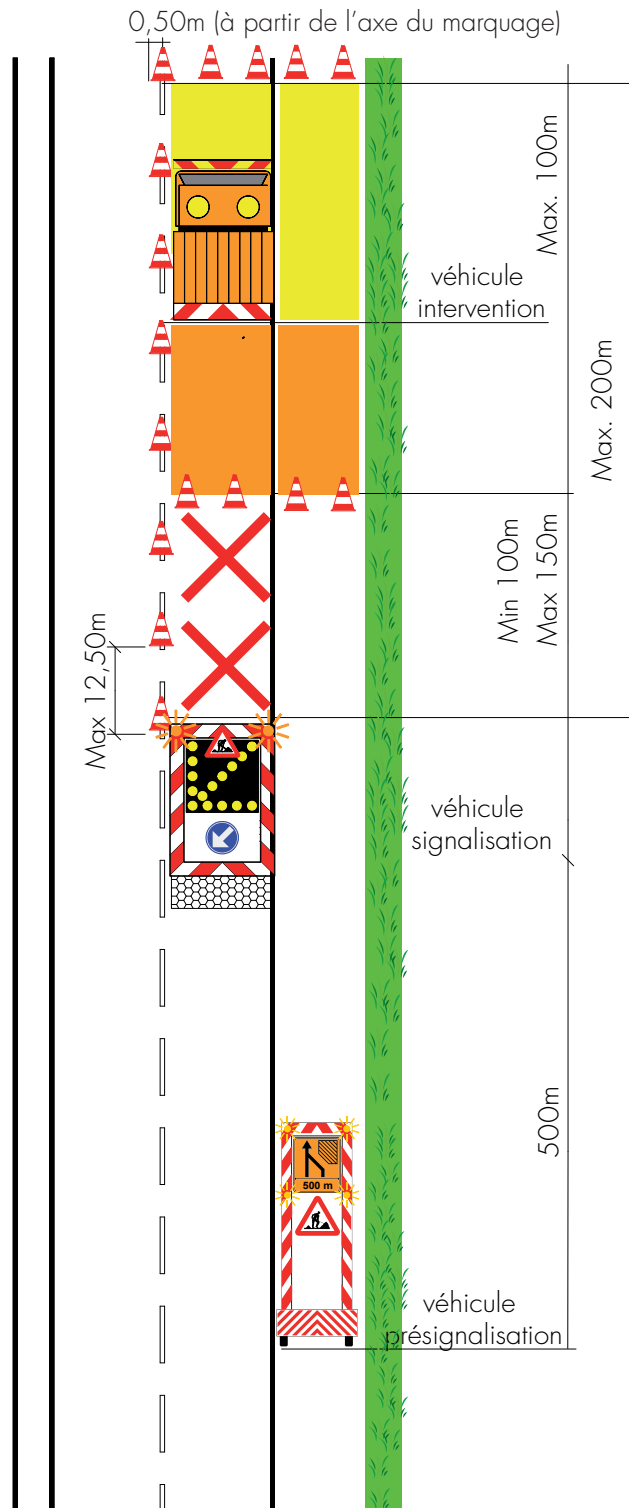 0,50m (à partir de l'axe du marquage)
Max. 100m
véhicule
intervention
Max. 200m
Min 100m
Max 150m
Max 12,50m
véhicule
signalisation
500m
500 m
véhicule
présignalisation